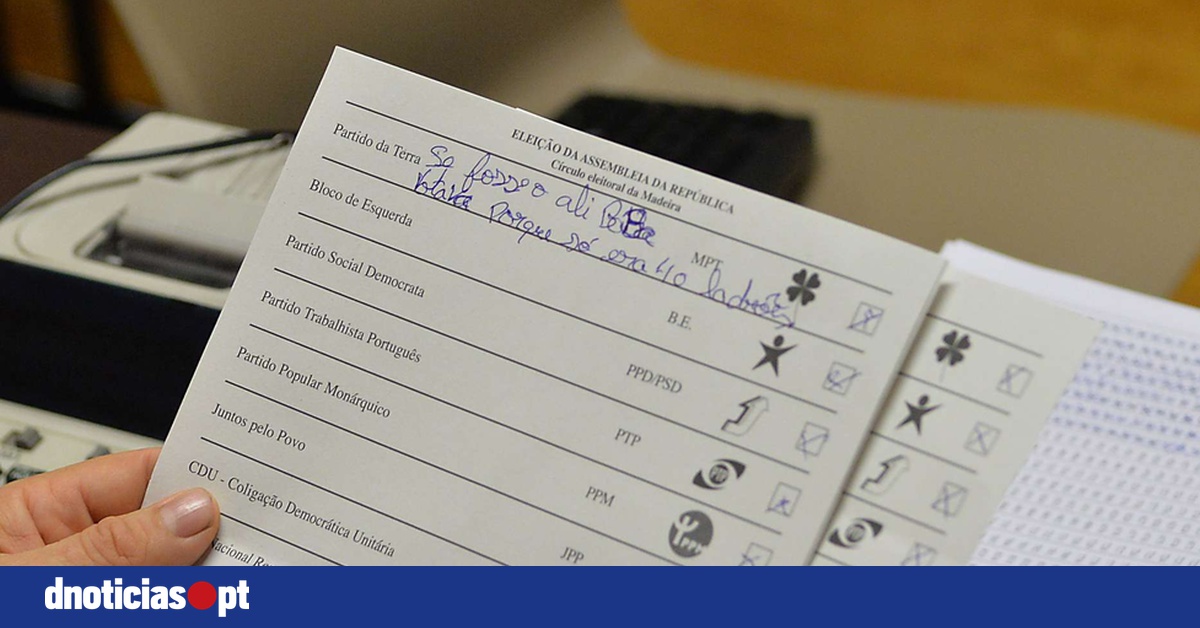 ELEIÇÃO DA ASSEMBLEIA DA REPÚBLICA
Círculo eleitoral da Madeira
Partido da Terra MPT
Se fosse o ali
votava porque só era 40 ladrões
Bloco de Esquerda B.E.
Partido Social Democrata PPD/PSD
Partido Trabalhista Português PTP
Partido Popular Monárquico PPM
Juntos pelo Povo JPP
CDU - Coligação Democrática Unitária
Nacional
dnoticias.pt